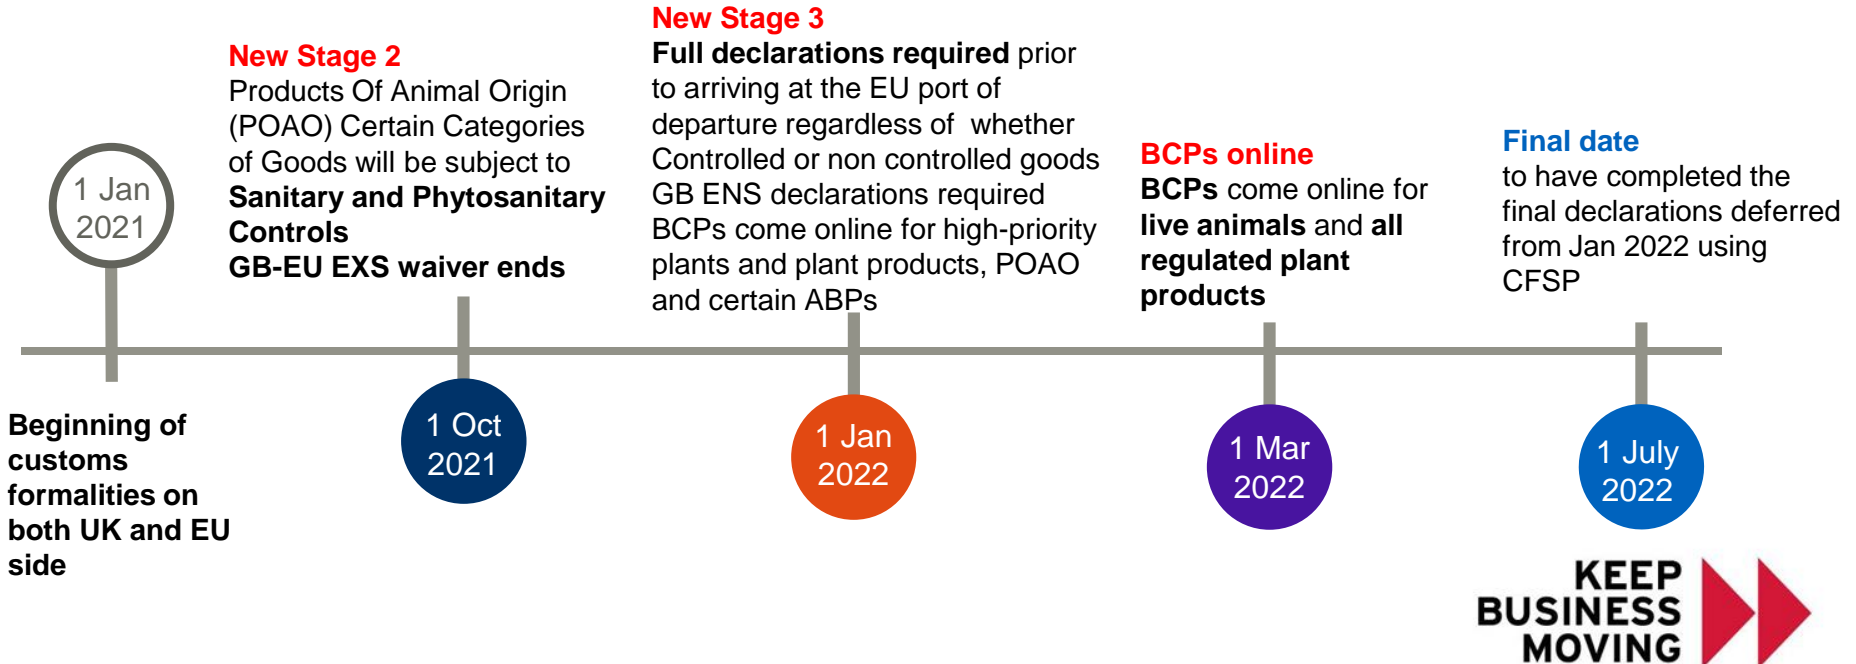 1 Jan
2021
Beginning of
customs
formalities on
both UK and EU
side
New Stage 2
Products Of Animal Origin
(POAO) Certain Categories
of Goods will be subject to
Sanitary and Phytosanitary
Controls
GB-EU EXS waiver ends
1 Oct
2021
New Stage 3
Full declarations required prior
to arriving at the EU port of
departure regardless of whether
Controlled or non controlled goods
GB ENS declarations required
BCPs come online for high-priority
plants and plant products, POAO
and certain ABPs
1 Jan
2022
BCPs online
BCPs come online for
live animals and all
regulated plant
products
1 Mar
2022
Final date
to have completed the
final declarations deferred
from Jan 2022 using
CFSP
1 July
2022
KEEP
BUSINESS
MOVING